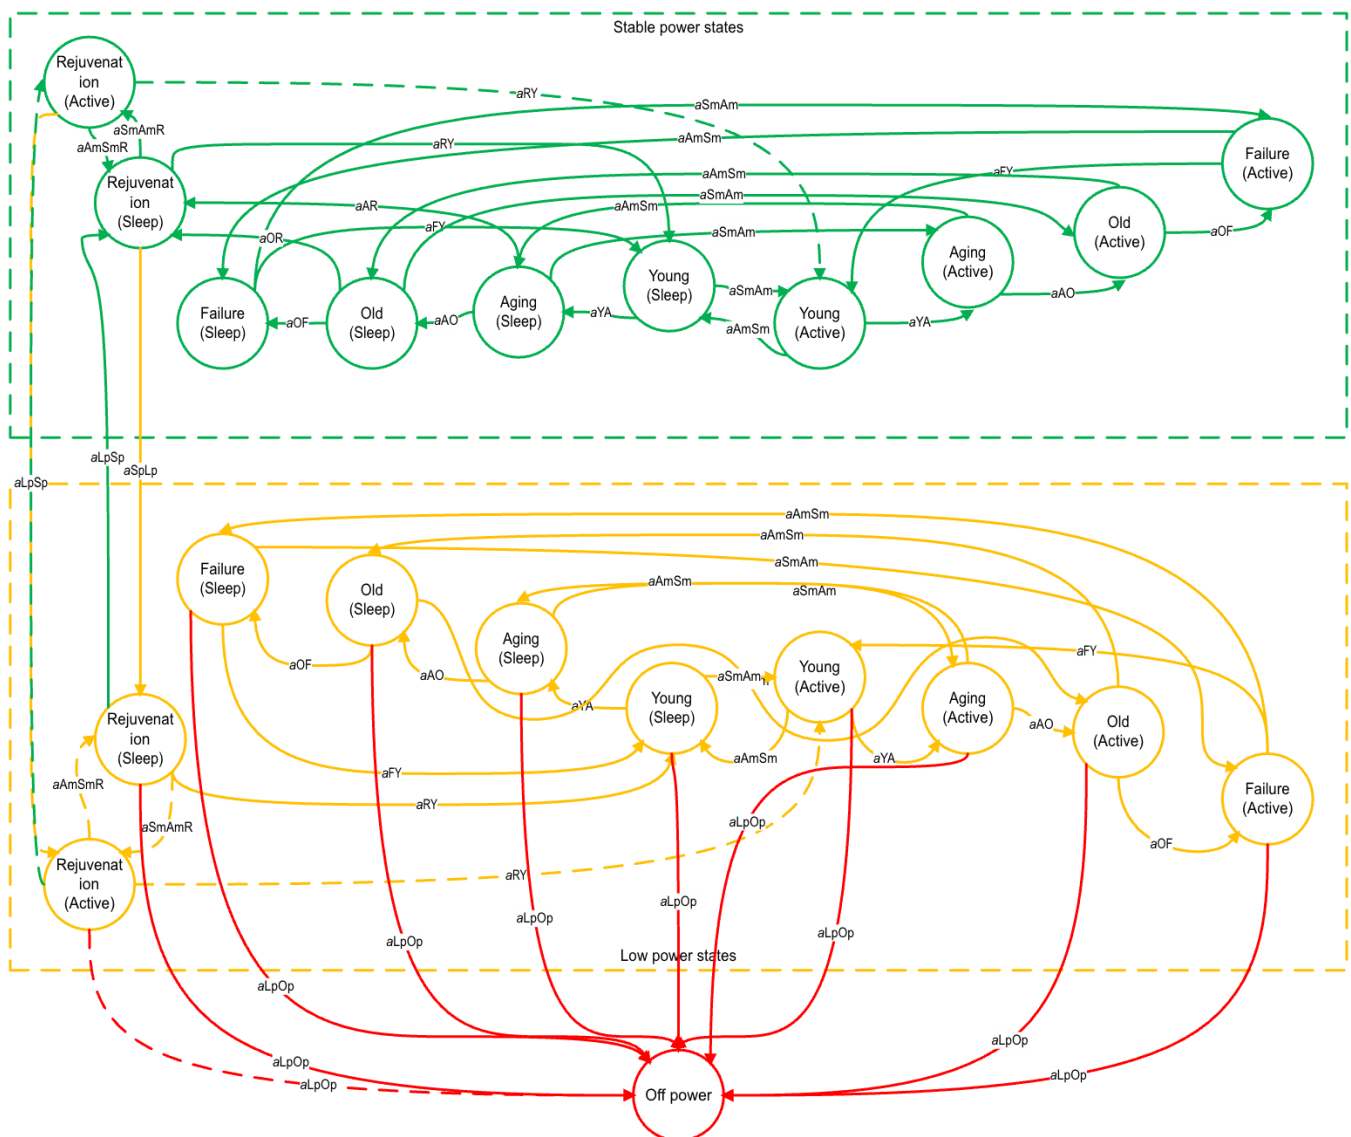 Stable power states
Rejuvenat
ion
(Active)
aRY
aSmAm
aSmAmR
aAmSmR
aRY
aAmSm
Failure
(Active)
aFY
aAmSm
Rejuvenat
ion
(Sleep)
aSmAm
aAR
aAmSm
aFY
aSmAm
Old
(Active)
aOF
aOR
Aging
(Active)
Young
(Sleep)
aSmAm
aAO
Failure
(Sleep)
aOF
Old
(Sleep)
aAO
Aging
(Sleep)
aYA
aAmSm
Young
(Active)
aYA
aLpSp
aSpLp
aLpSp
aAmSm
aAmSm
aSmAm
Failure
(Sleep)
Old
(Sleep)
aAmSm
aSmAm
Aging
(Sleep)
aOF
aAO
Young
(Active)
aFY
aSmAm
Young
(Sleep)
aYA
Aging
(Active)
aAO
Old
(Active)
Rejuvenat
ion
(Sleep)
aAmSm
aYA
aFY
aAmSmR
aRY
Failure
(Active)
aSmAmR
aLpOp
aOF
Rejuvenat
ion
(Active)
aRY
aLpOp
aLpOp
aLpOp
aLpOp
Low power states
aLpOp
aLpOp
aLpOp
aLpOp
aLpOp
Off power